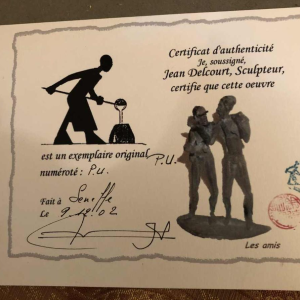 Certificat d'authenticité
Je, soussigné,
Jean Delcourt, Sculpteur,
certifie que cette oeuvre
est un exemplaire original P.U.
numéroté : P.U.
Fait à Seneffe
Le 9.12.02
Les amis